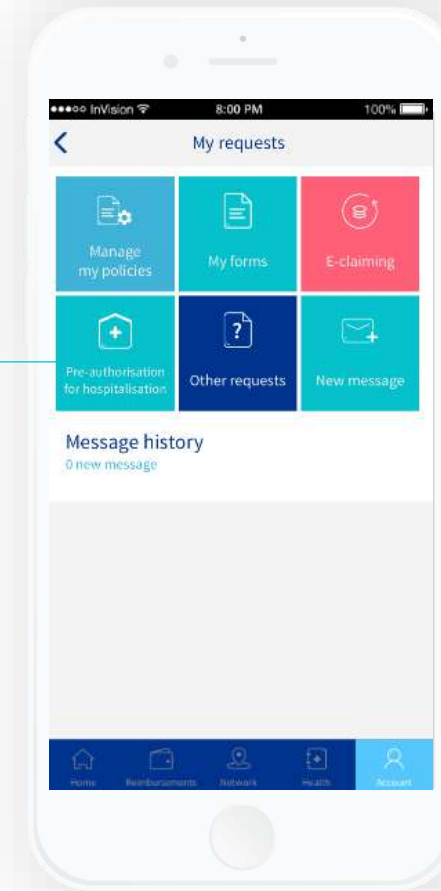 InVision 8:00 PM 100%
My requests
Manage
my policies
My forms
E-claiming
Pre-authorisation
for hospitalisation
Other requests
New message
Message history
0 new message
Home Reimbursements Network Health Account